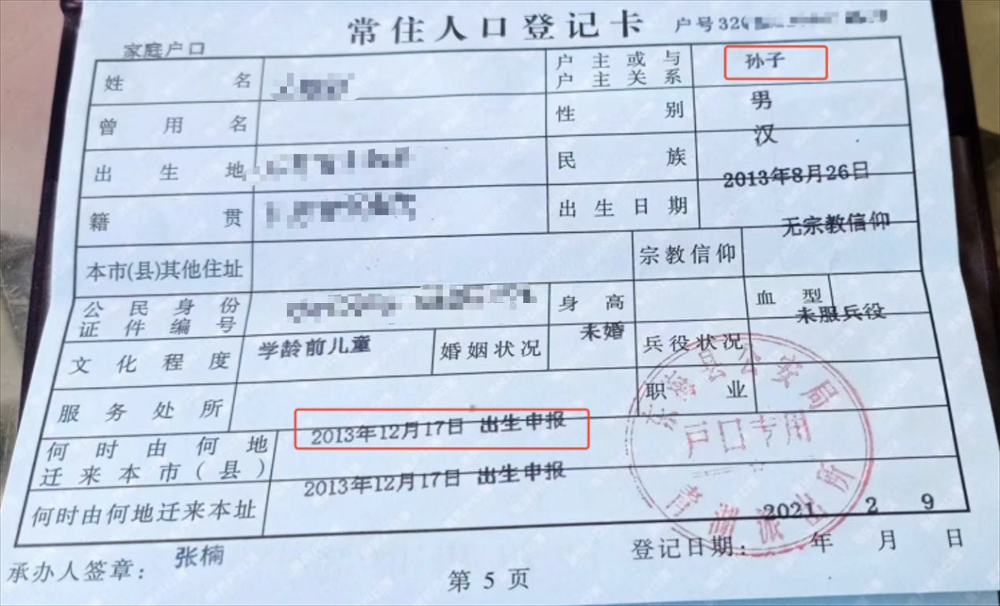 常住人口登记卡
户号32
家庭户口
姓名
户主或与
户主关系
孙子
曾用名
性别
男
出生地
民族
汉
籍贯
出生日期
2013年8月26日
本市(县)其他住址
宗教信仰
无宗教信仰
公民身份
证件编号
身高
血型
文化程度
学龄前儿童
婚姻状况
未婚
兵役状况
未服兵役
服务处所
职业
何时由何地
迁来本市(县)
2013年12月17日 出生申报
何时由何地迁来本址
2013年12月17日 出生申报
县公安局
户口专用
派出所
承办人签章:
张楠
登记日期:
2021年2月9日
第 5 页